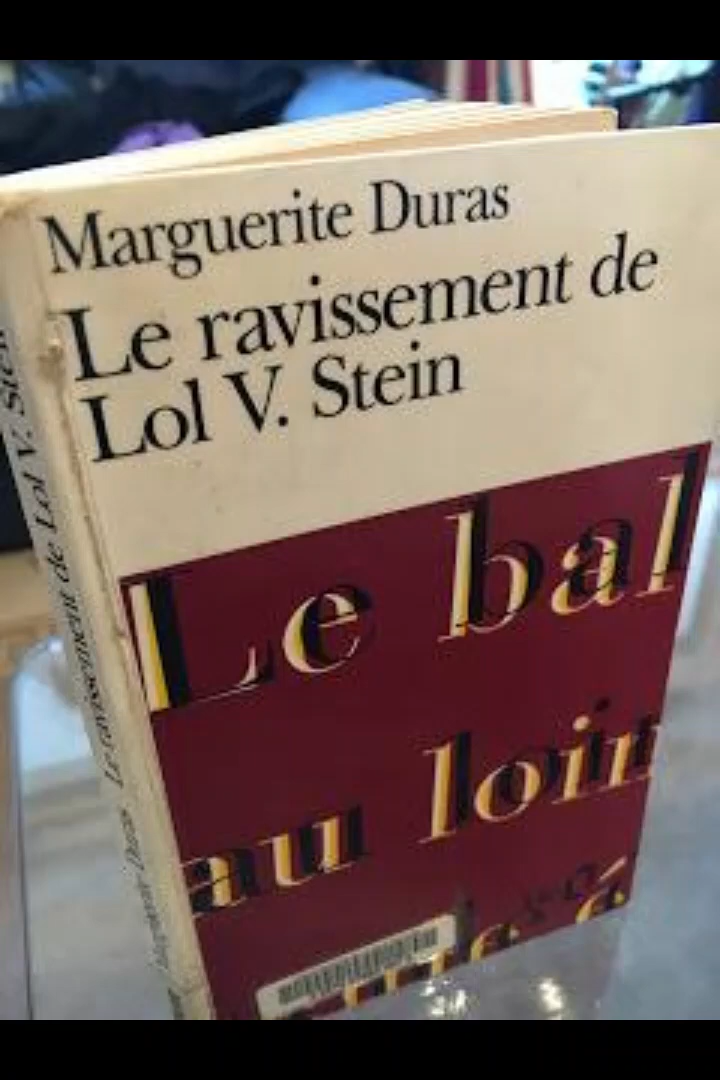 Marguerite Duras
Le ravissement de
Lol V. Stein
Le bal
au loin
Marguerite Duras Le ravissement de Lol V. Stein